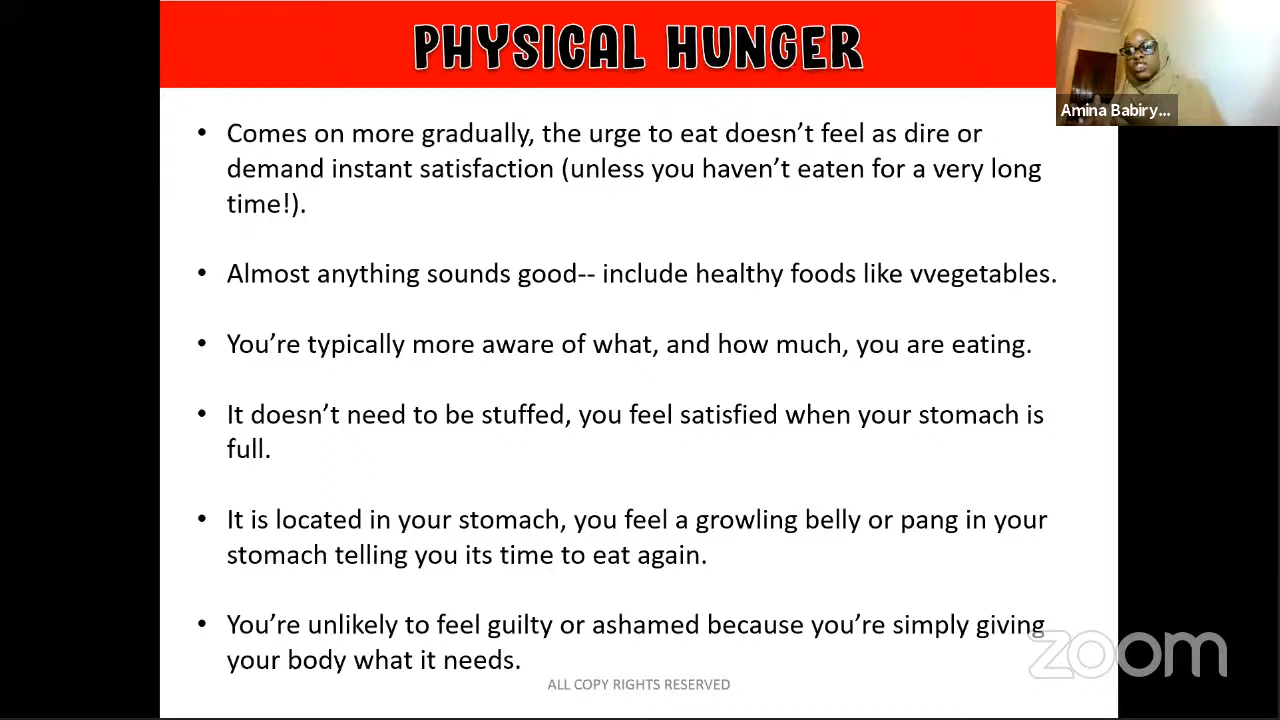 PHYSICAL HUNGER
Amina Babiry...
• Comes on more gradually, the urge to eat doesn’t feel as dire or
demand instant satisfaction (unless you haven’t eaten for a very long
time!).
• Almost anything sounds good-- include healthy foods like vvegetables.
• You’re typically more aware of what, and how much, you are eating.
• It doesn’t need to be stuffed, you feel satisfied when your stomach is
full.
• It is located in your stomach, you feel a growling belly or pang in your
stomach telling you its time to eat again.
• You’re unlikely to feel guilty or ashamed because you’re simply giving
your body what it needs.
ALL COPY RIGHTS RESERVED
zoom